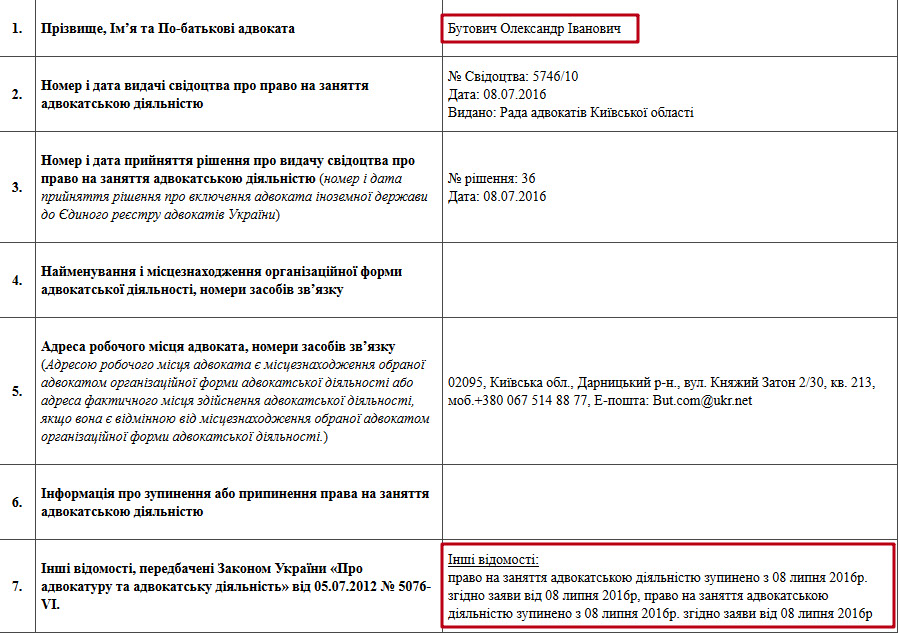 1.
Прізвище, Ім’я та По-батькові адвоката
Бутович Олександр Іванович
2.
Номер і дата видачі свідоцтва про право на заняття
адвокатською діяльністю
№ Свідоцтва: 5746/10
Дата: 08.07.2016
Видано: Рада адвокатів Київської області
3.
Номер і дата прийняття рішення про видачу свідоцтва про
право на заняття адвокатською діяльністю (номер і дата
прийняття рішення про включення адвоката іноземної держави
до Єдиного реєстру адвокатів України)
№ рішення: 36
Дата: 08.07.2016
4.
Найменування і місцезнаходження організаційної форми
адвокатської діяльності, номери засобів зв’язку
5.
Адреса робочого місця адвоката, номери засобів зв’язку
(Адресою робочого місця адвоката є місцезнаходження обраної
адвокатом організаційної форми адвокатської діяльності або
адреса фактичного місця здійснення адвокатської діяльності,
якщо вона є відмінною від місцезнаходження обраної адвокатом
організаційної форми адвокатської діяльності.)
02095, Київська обл., Дарницький р-н., вул. Княжий Затон 2/30, кв. 213,
моб.+380 067 514 88 77, Е-пошта: But.com@ukr.net
6.
Інформація про зупинення або припинення права на заняття
адвокатською діяльністю
7.
Інші відомості, передбачені Законом України «Про
адвокатуру та адвокатську діяльність» від 05.07.2012 № 5076-
VI.
Інші відомості:
право на заняття адвокатською діяльністю зупинено з 08 липня 2016р.
згідно заяви від 08 липня 2016р, право на заняття адвокатською
діяльністю зупинено з 08 липня 2016р. згідно заяви від 08 липня 2016р